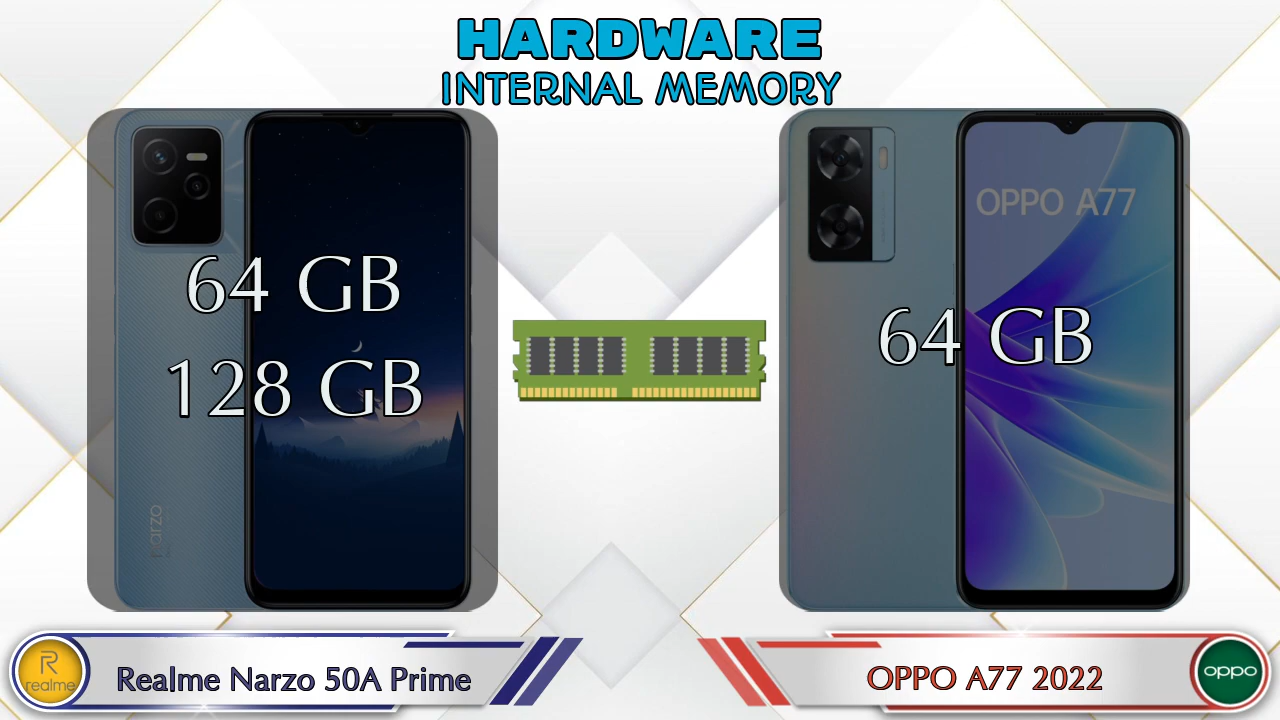 HARDWARE
INTERNAL MEMORY
64 GB
128 GB
narzo
OPPO A77
64 GB
R
realme
Realme Narzo 50A Prime
OPPO A77 2022
oppo